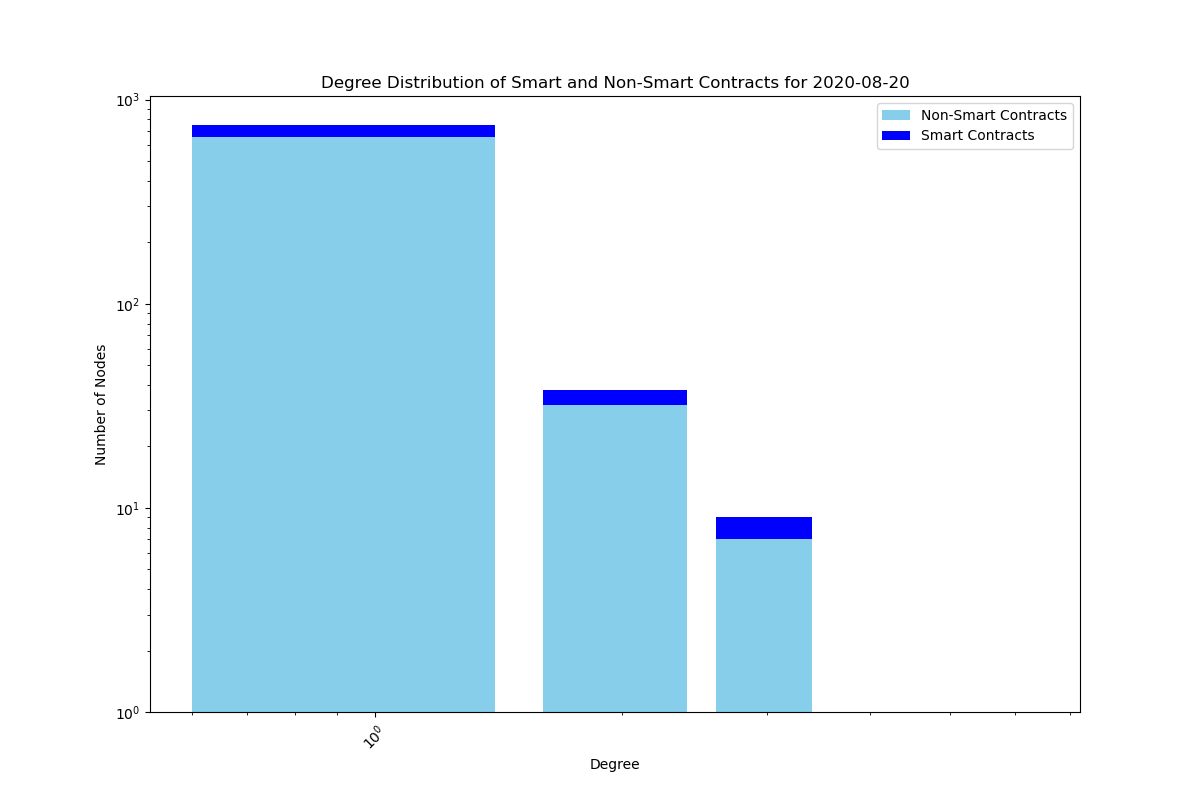 Degree Distribution of Smart and Non-Smart Contracts for 2020-08-20
Non-Smart Contracts
Smart Contracts
Number of Nodes
10³
10²
10¹
10⁰
10⁰
Degree